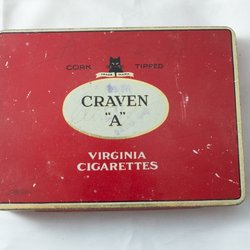 CORK TIPPED
TRADE MARK
CRAVEN
"A"
VIRGINIA
CIGARETTES